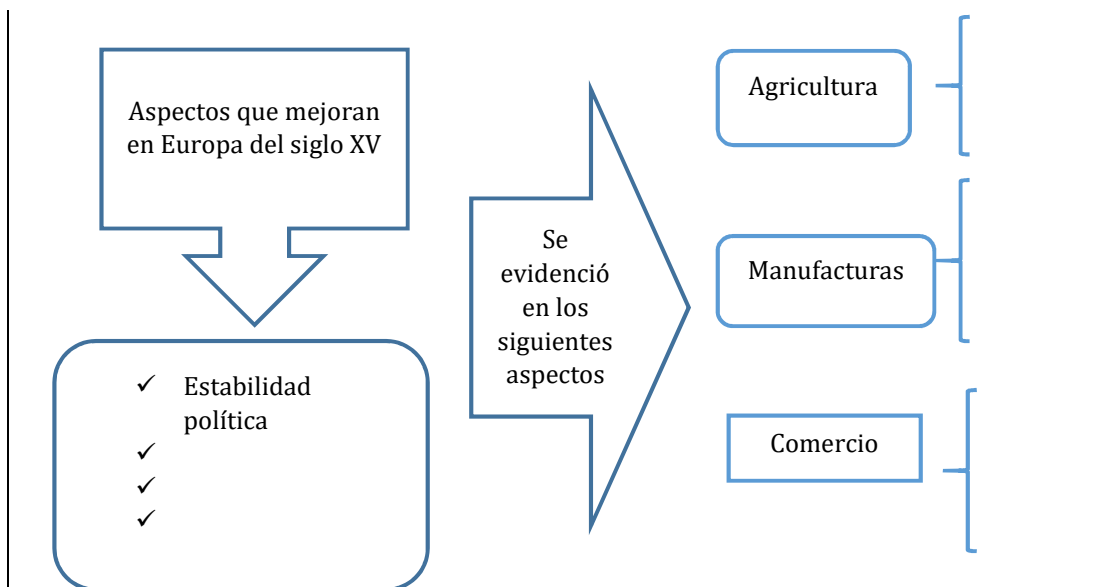 Aspectos que mejoran
en Europa del siglo XV
✓ Estabilidad
política
✓
✓
✓
Se
evidenció
en los
siguientes
aspectos
Agricultura
Manufacturas
Comercio